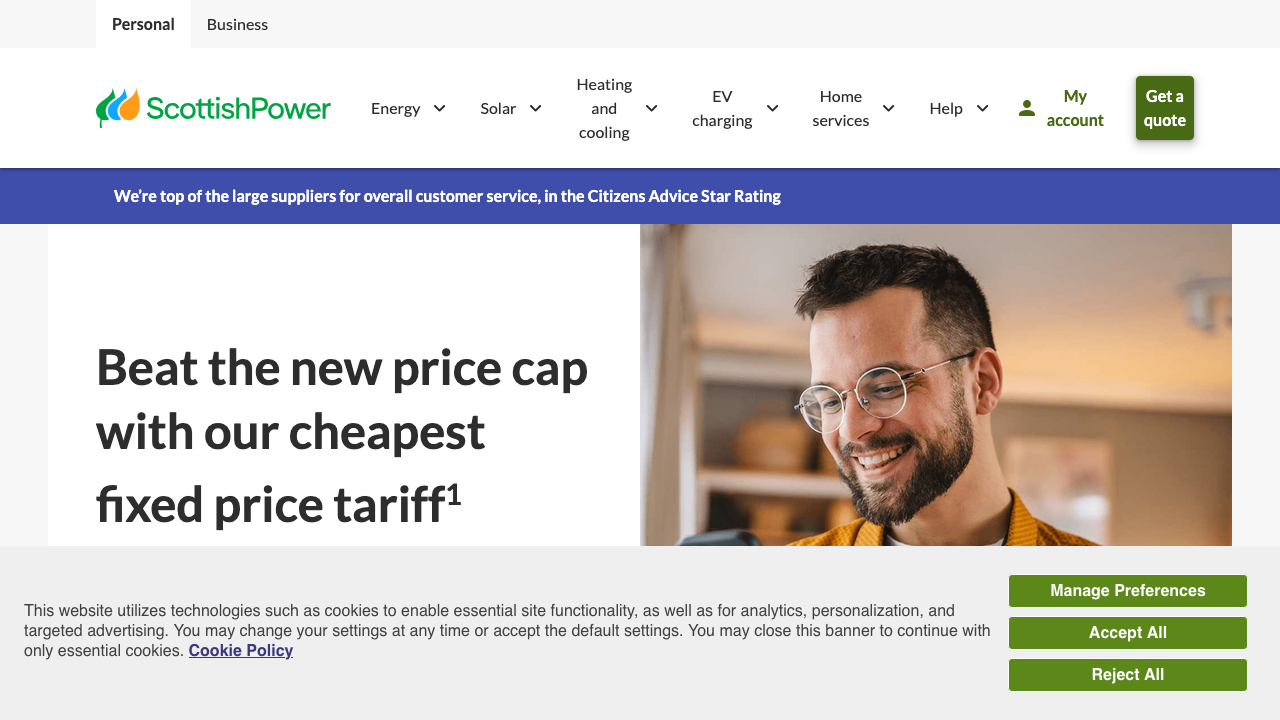 Personal Business
ScottishPower
Energy
Solar
Heating
and
cooling
EV
charging
Home
services
Help
My
account
Get a
quote
We're top of the large suppliers for overall customer service, in the Citizens Advice Star Rating
Beat the new price cap
with our cheapest
fixed price tariff¹
This website utilizes technologies such as cookies to enable essential site functionality, as well as for analytics, personalization, and
targeted advertising. You may change your settings at any time or accept the default settings. You may close this banner to continue with
only essential cookies. Cookie Policy
Manage Preferences
Accept All
Reject All